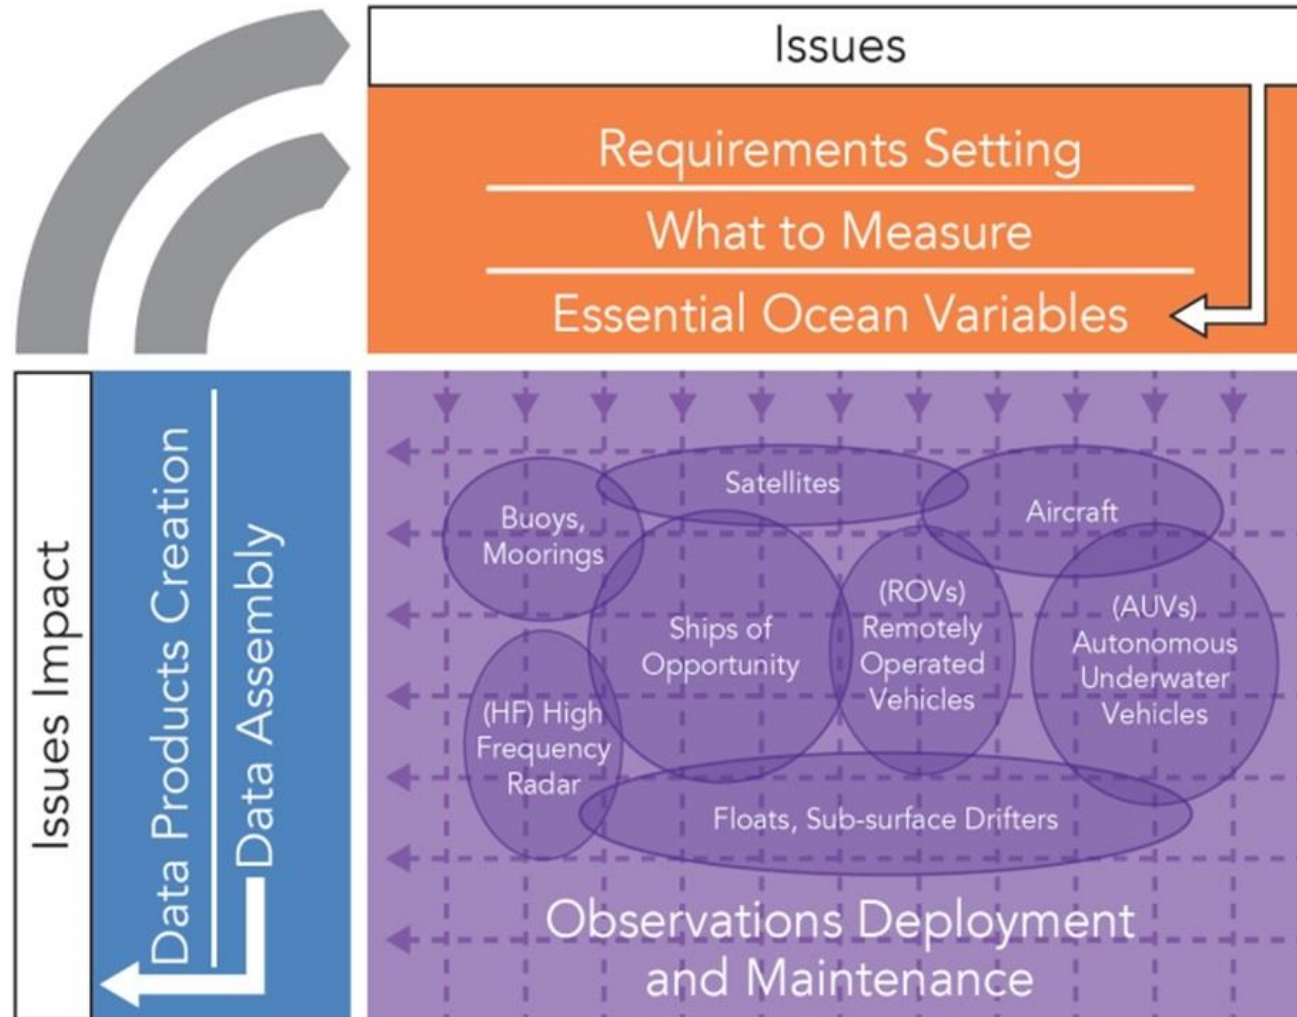 Issues
Requirements Setting
What to Measure
Essential Ocean Variables
Issues Impact
Data Products Creation
Data Assembly
Satellites
Aircraft
Buoys,
Moorings
Ships of
Opportunity
(ROVs)
Remotely
Operated
Vehicles
(AUVs)
Autonomous
Underwater
Vehicles
(HF) High
Frequency
Radar
Floats, Sub-surface Drifters
Observations Deployment
and Maintenance